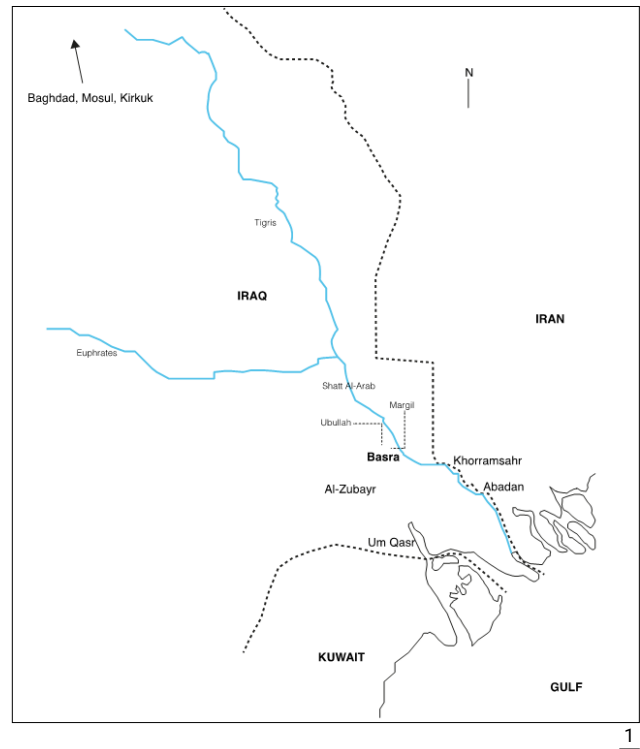 N
Baghdad, Mosul, Kirkuk
Tigris
IRAQ
IRAN
Euphrates
Shatt Al-Arab
Margil
Ubullah
Basra
Khorramsahr
Abadan
Al-Zubayr
Um Qasr
KUWAIT
GULF
1